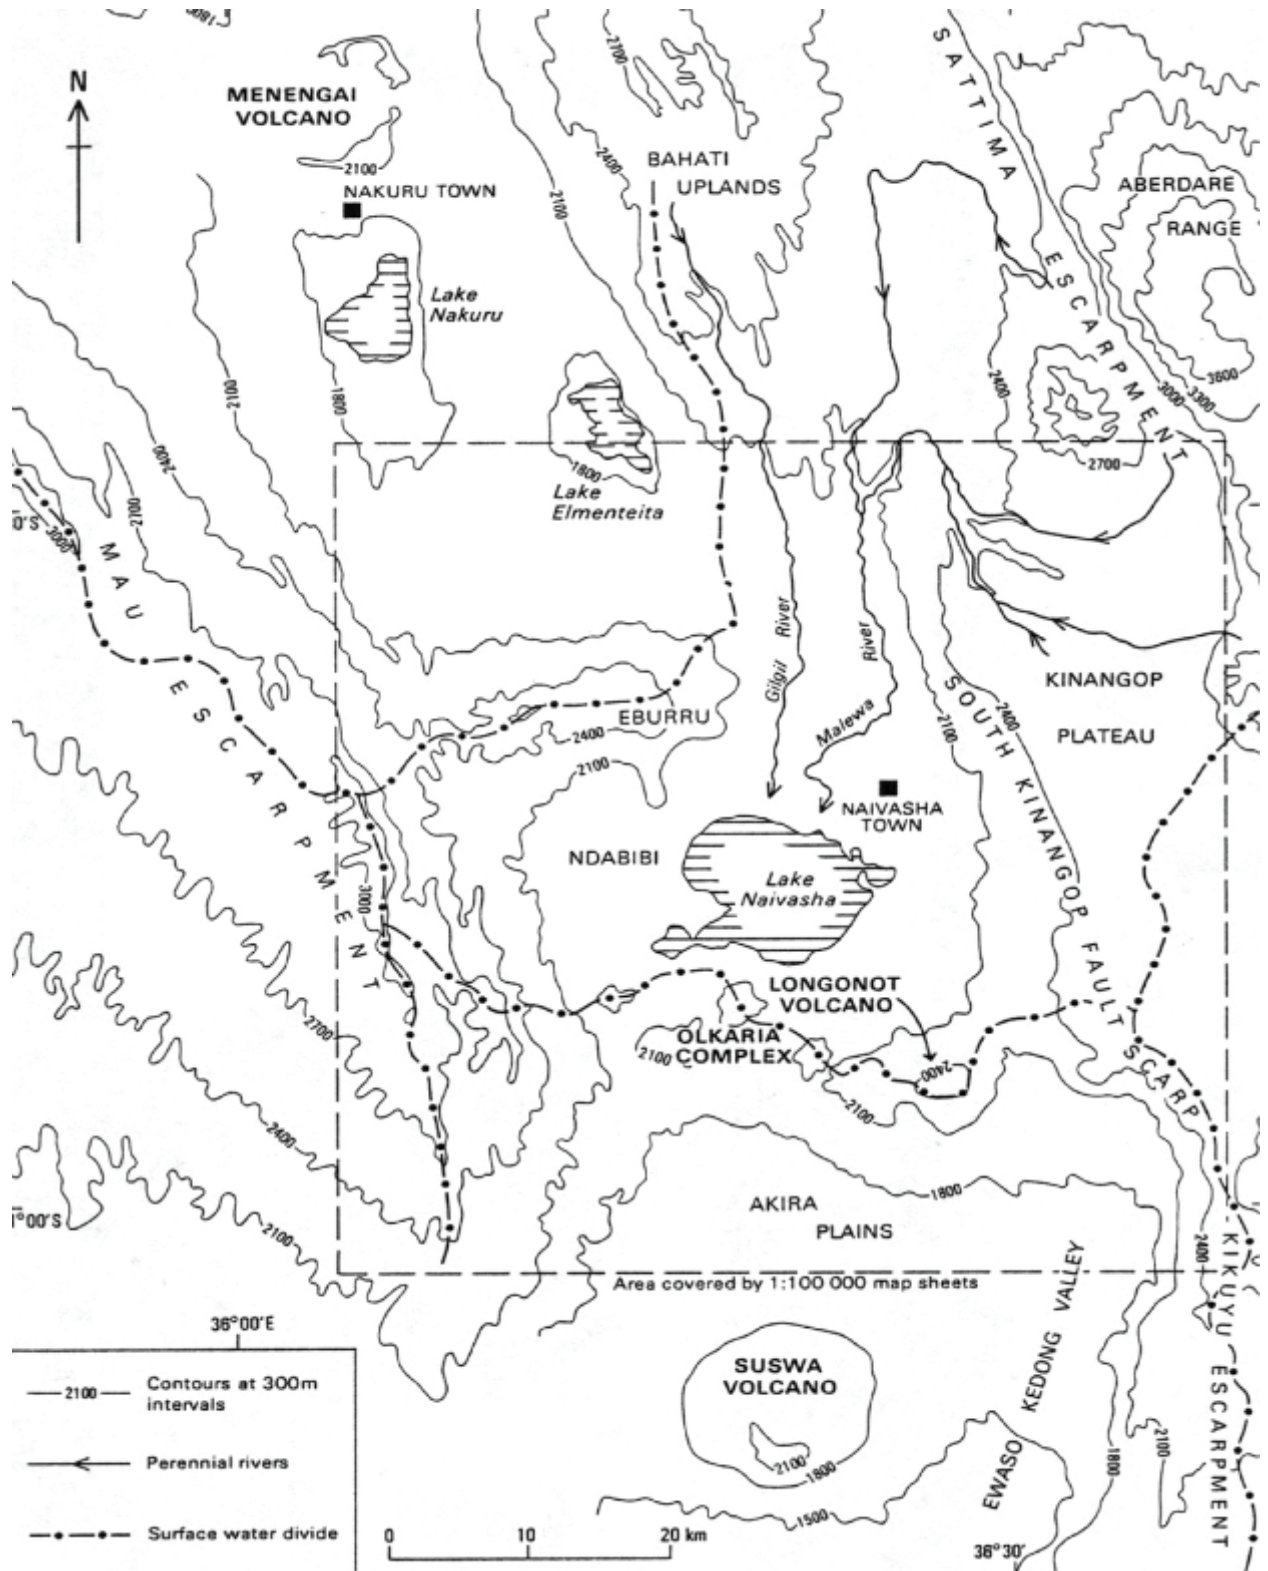 1800
N
MENENGAI
VOLCANO
2100
NAKURU TOWN
2700
2400
BAHATI
UPLANDS
2100
SATTIMA ESCARPMENT
ABERDARE
RANGE
Lake
Nakuru
2100
1800
2400
3600
3300
3000
2700
2400
2700
3000
0'S
1800
Lake
Elmenteita
MAU ESCARPMENT
Gilgil River
Malewa River
KINANGOP
PLATEAU
EBURRU
2400
2100
2100
2400
SOUTH KINANGOP FAULT SCARP
NAIVASHA
TOWN
NDABIBI
Lake
Naivasha
3000
LONGONOT
VOLCANO
OLKARIA
COMPLEX
2100
2400
2100
2700
2400
2100
1°00'S
1800
AKIRA
PLAINS
2400
KIKUYU ESCARPMENT
Area covered by 1:100 000 map sheets
36°00'E
SUSWA
VOLCANO
2100
1800
EWASO KEDONG VALLEY
1500
1800
2100
2100 Contours at 300m
intervals
Perennial rivers
Surface water divide
0 10 20 km
36°30'